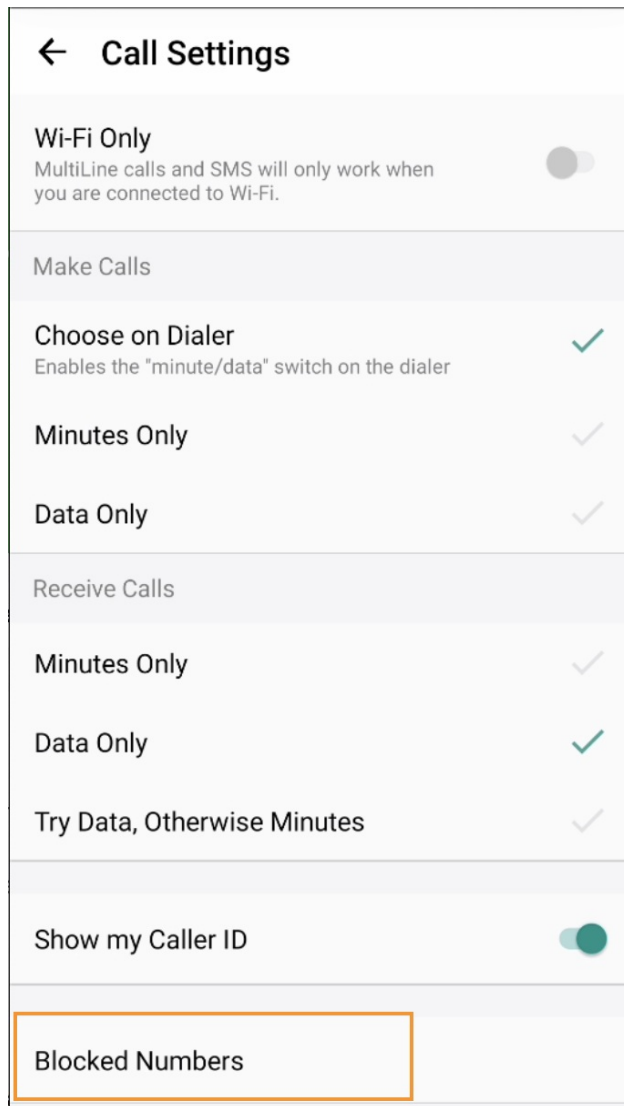 Call Settings
Wi-Fi Only
MultiLine calls and SMS will only work when
you are connected to Wi-Fi.
Make Calls
Choose on Dialer
Enables the "minute/data" switch on the dialer
Minutes Only
Data Only
Receive Calls
Minutes Only
Data Only
Try Data, Otherwise Minutes
Show my Caller ID
Blocked Numbers